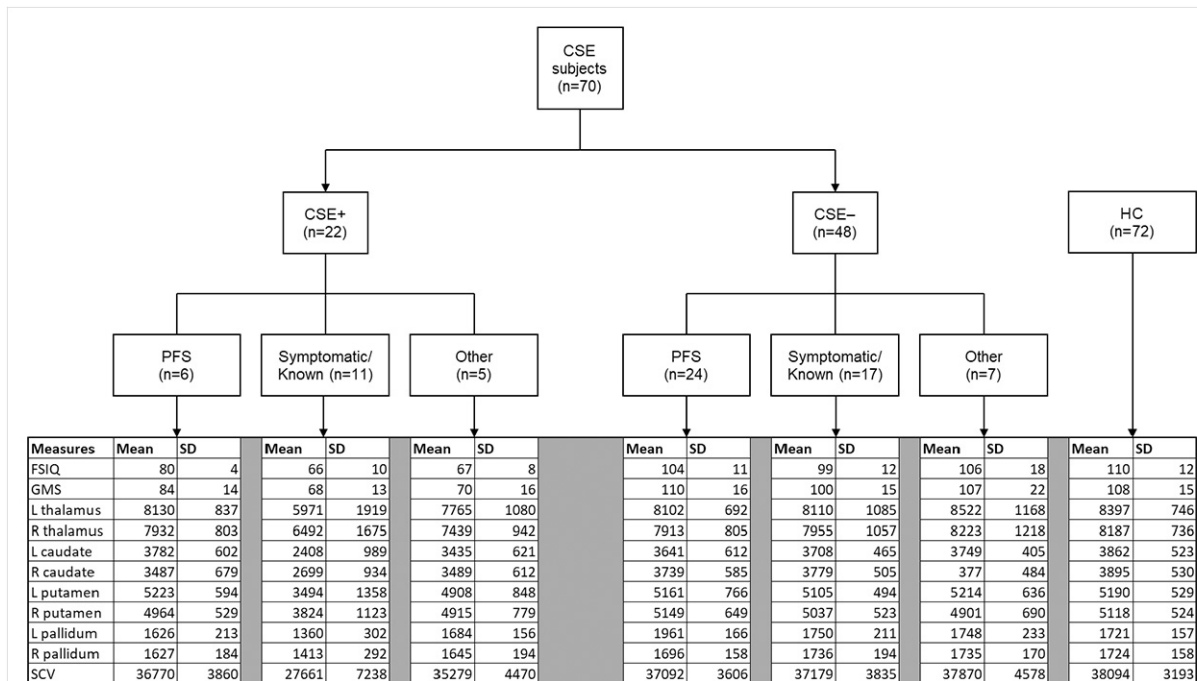 CSE
subjects
(n=70)
CSE+
(n=22)
CSE–
(n=48)
HC
(n=72)
PFS
(n=6)
Symptomatic/
Known (n=11)
Other
(n=5)
PFS
(n=24)
Symptomatic/
Known (n=17)
Other
(n=7)
Measures Mean SD Mean SD Mean SD Mean SD Mean SD Mean SD Mean SD
FSIQ 80 4 66 10 67 8 104 11 99 12 106 18 110 12
GMS 84 14 68 13 70 16 110 16 100 15 107 22 108 15
L thalamus 8130 837 5971 1919 7765 1080 8102 692 8110 1085 8522 1168 8397 746
R thalamus 7932 803 6492 1675 7439 942 7913 805 7955 1057 8223 1218 8187 736
L caudate 3782 602 2408 989 3435 621 3641 612 3708 465 3749 405 3862 523
R caudate 3487 679 2699 934 3489 612 3739 585 3779 505 377 484 3895 530
L putamen 5223 594 3494 1358 4908 848 5161 766 5105 494 5214 636 5190 529
R putamen 4964 529 3824 1123 4915 779 5149 649 5037 523 4901 690 5118 524
L pallidum 1626 213 1360 302 1684 156 1961 166 1750 211 1748 233 1721 157
R pallidum 1627 184 1413 292 1645 194 1696 158 1736 194 1735 170 1724 158
SCV 36770 3860 27661 7238 35279 4470 37092 3606 37179 3835 37870 4578 38094 3193